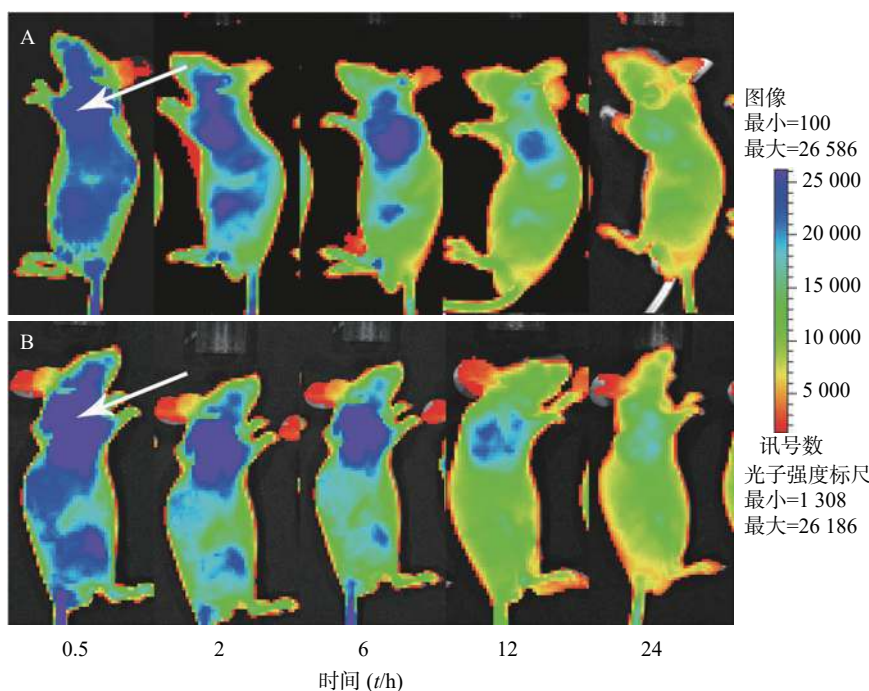 A
B
图像
最小=100
最大=26 586
25 000
20 000
15 000
10 000
5 000
讯号数
光子强度标尺
最小=1 308
最大=26 186
0.5 2 6 12 24
时间 (t/h)